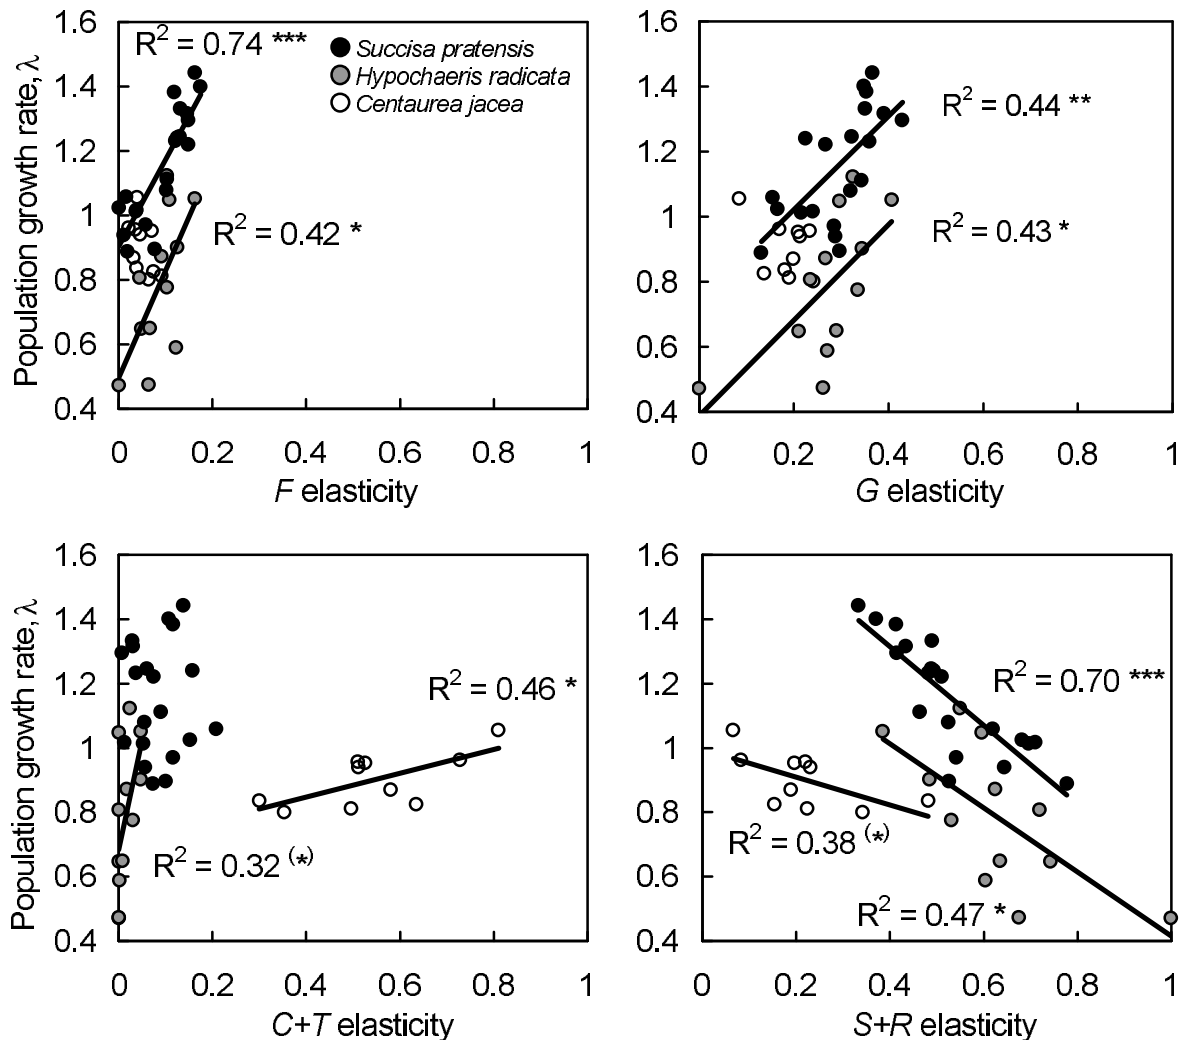 Population growth rate, λ
1.6
1.4
1.2
1
0.8
0.6
0.4
R² = 0.74 ***
Succisa pratensis
Hypochaeris radicata
Centaurea jacea
R² = 0.42 *
0 0.2 0.4 0.6 0.8 1
F elasticity
1.6
1.4
1.2
1
0.8
0.6
0.4
R² = 0.44 **
R² = 0.43 *
0 0.2 0.4 0.6 0.8 1
G elasticity
Population growth rate, λ
1.6
1.4
1.2
1
0.8
0.6
0.4
R² = 0.46 *
R² = 0.32 (*)
0 0.2 0.4 0.6 0.8 1
C+T elasticity
1.6
1.4
1.2
1
0.8
0.6
0.4
R² = 0.70 ***
R² = 0.38 (*)
R² = 0.47 *
0 0.2 0.4 0.6 0.8 1
S+R elasticity